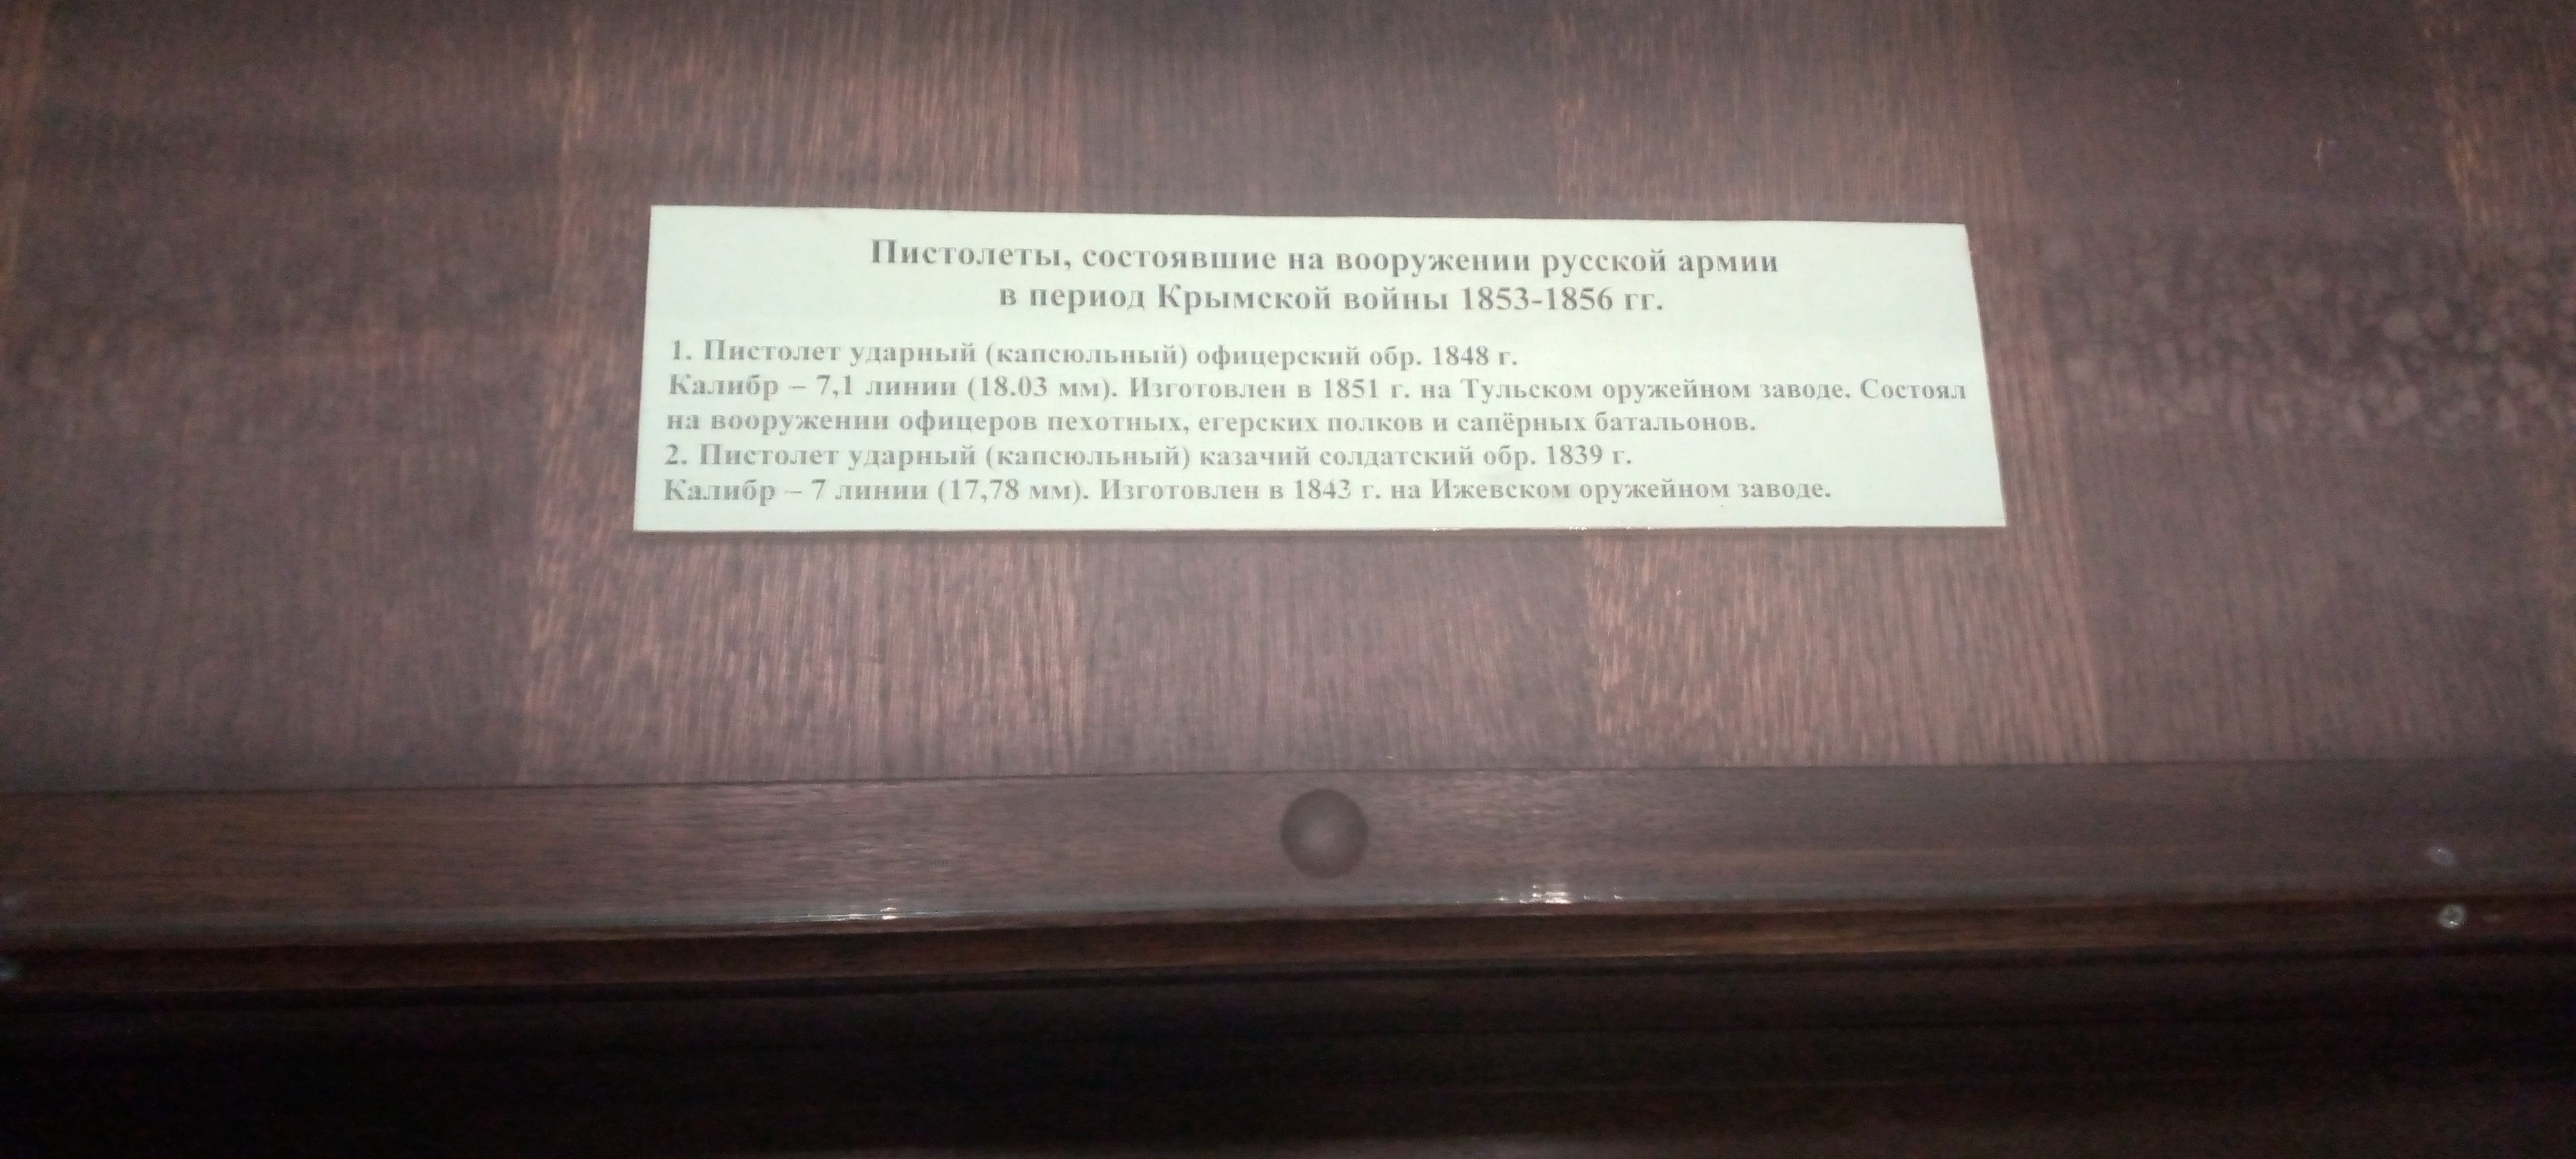 Пистолеты, состоявшие на вооружении русской армии
в период Крымской войны 1853-1856 гг.
1. Пистолет ударный (капсюльный) офицерский обр. 1848 г.
Калибр – 7,1 линии (18.03 мм). Изготовлен в 1851 г. на Тульском оружейном заводе. Состоял
на вооружении офицеров пехотных, егерских полков и сапёрных батальонов.
2. Пистолет ударный (капсюльный) казачий солдатский обр. 1839 г.
Калибр – 7 линии (17,78 мм). Изготовлен в 1843 г. на Ижевском оружейном заводе.